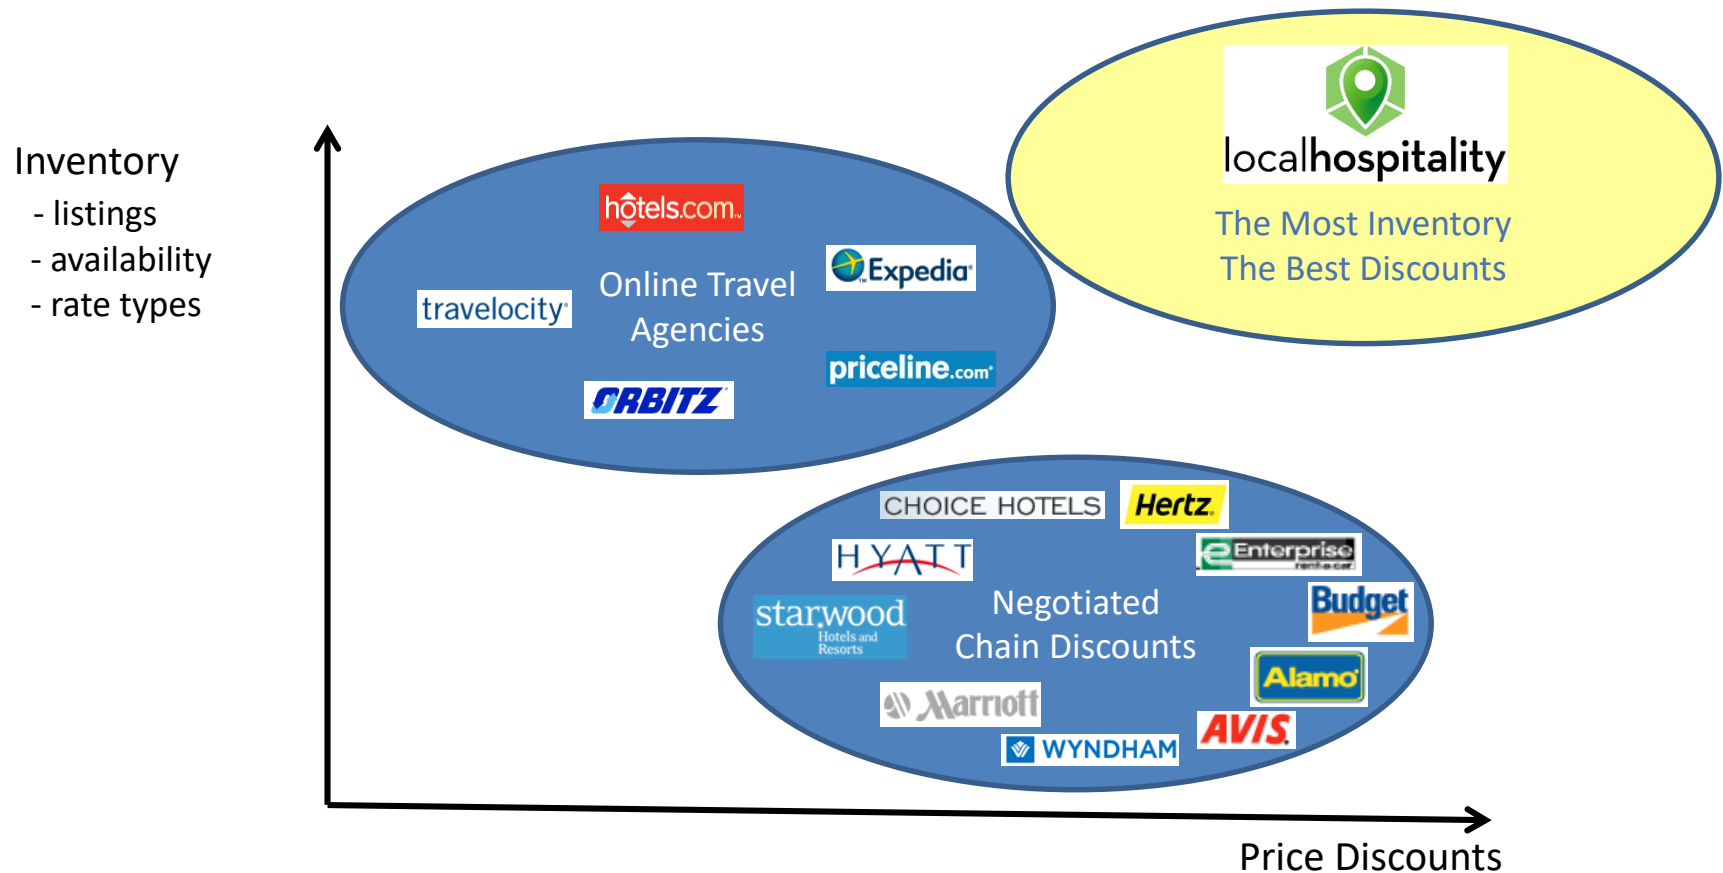 localhospitality
The Most Inventory
The Best Discounts
Inventory
- listings
- availability
- rate types
hotels.com
Expedia
travelocity
Online Travel
Agencies
priceline.com
ORBITZ
CHOICE HOTELS
Hertz
HYATT
e Enterprise
rent-a-car
starwood
Hotels and
Resorts
Negotiated
Chain Discounts
Budget
Alamo
Marriott
AVIS
WYNDHAM
Price Discounts